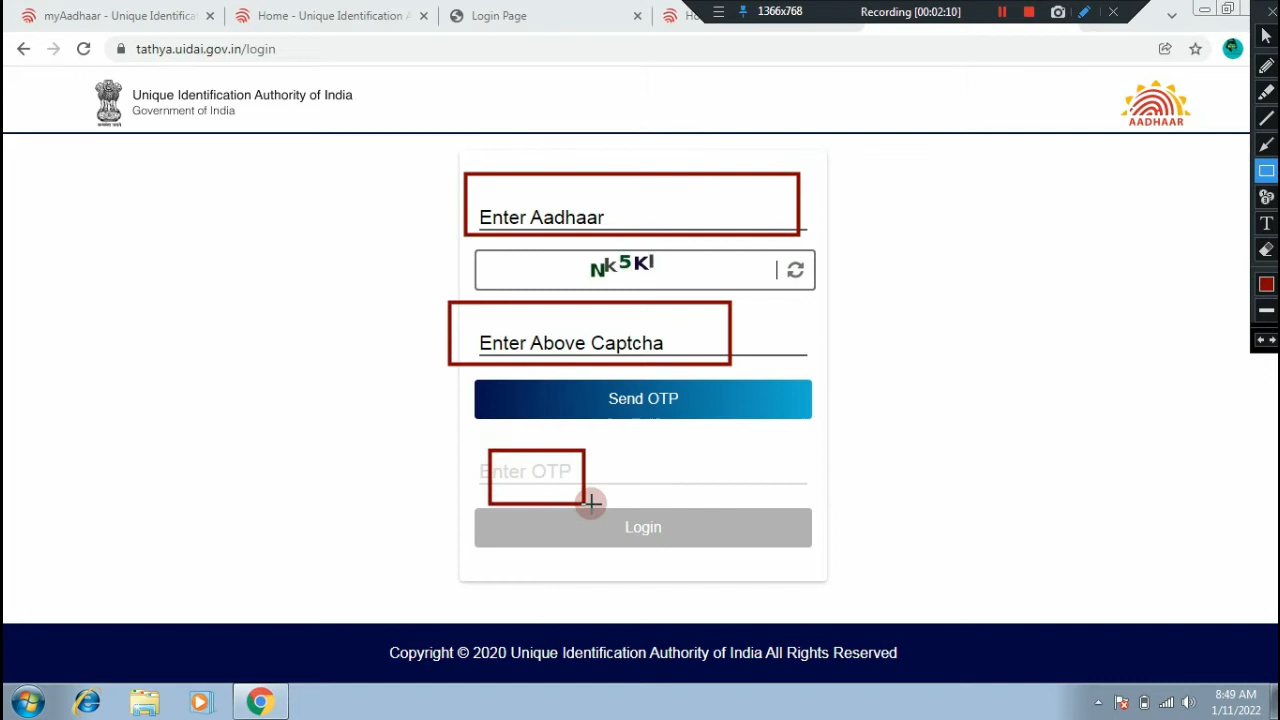 myAadhaar - Unique Identifica
Home - Unique Identification A
Login Page
1366x768
Recording [00:02:10]
tathya.uidai.gov.in/login
Unique Identification Authority of India
Government of India
AADHAAR
Enter Aadhaar
Nk5Kl
Enter Above Captcha
Send OTP
Enter OTP
Login
Copyright © 2020 Unique Identification Authority of India All Rights Reserved
8:49 AM
1/11/2022